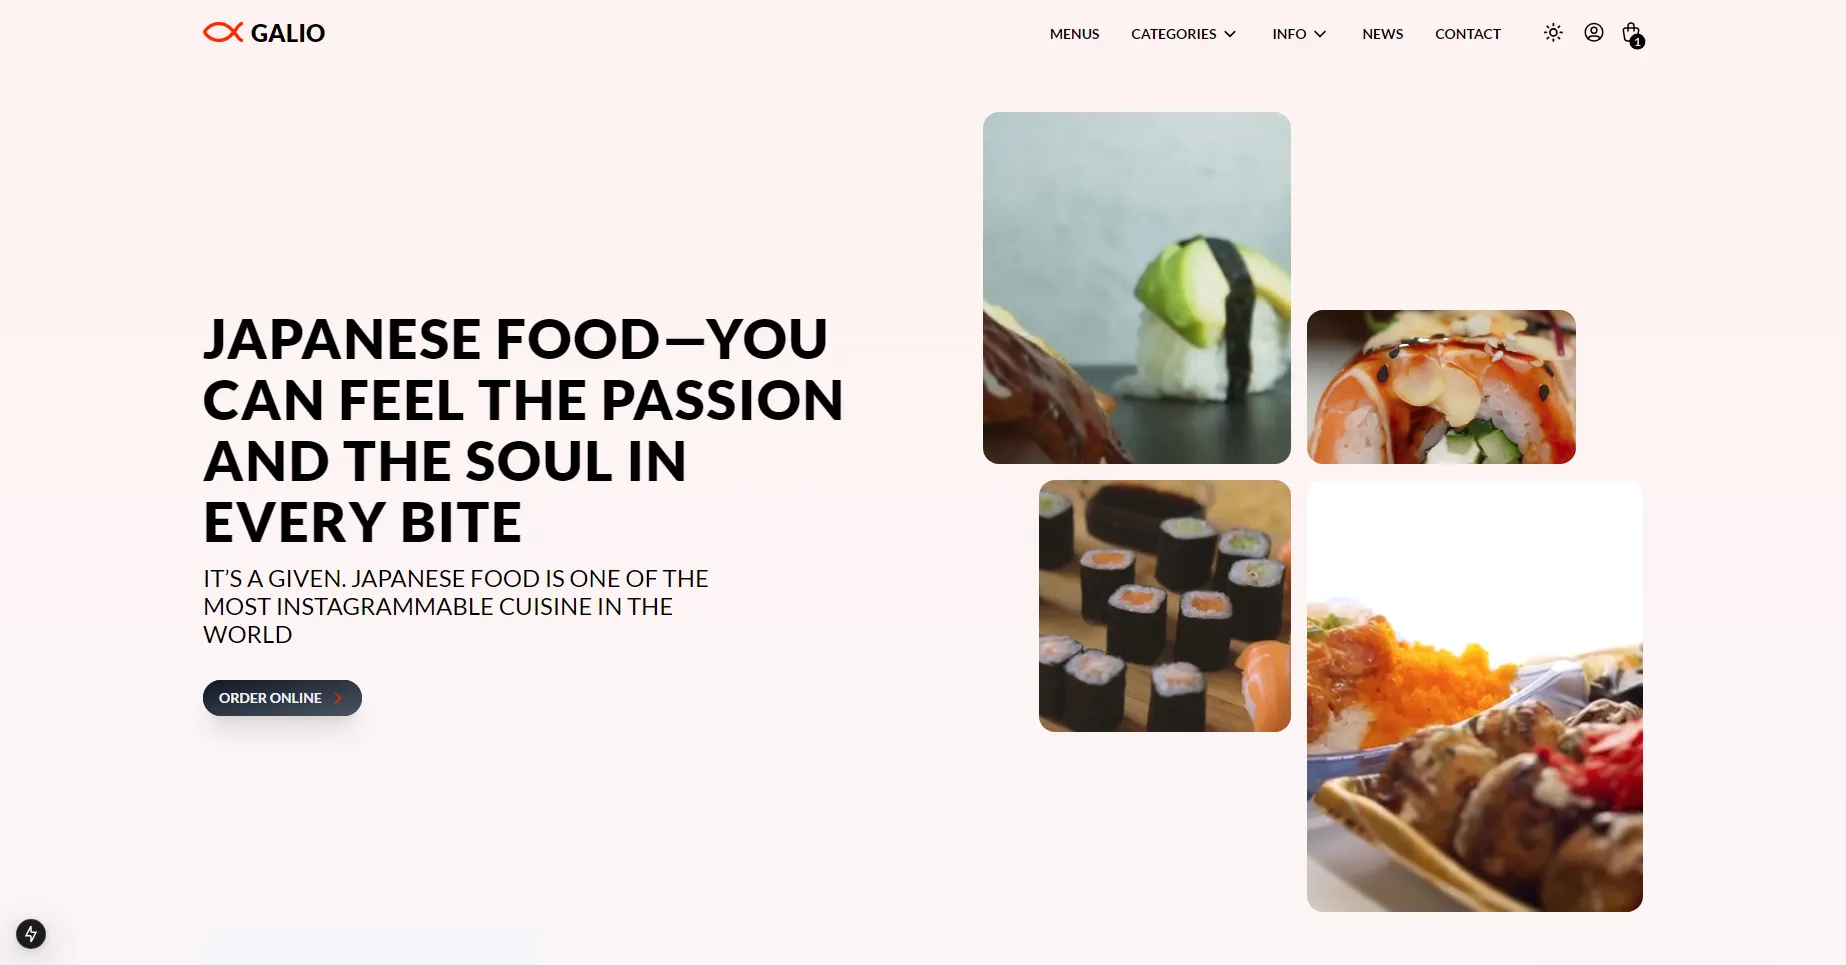 GALIO
MENUS
CATEGORIES
INFO
NEWS
CONTACT
1
JAPANESE FOOD—YOU
CAN FEEL THE PASSION
AND THE SOUL IN
EVERY BITE
IT’S A GIVEN. JAPANESE FOOD IS ONE OF THE
MOST INSTAGRAMMABLE CUISINE IN THE
WORLD
ORDER ONLINE